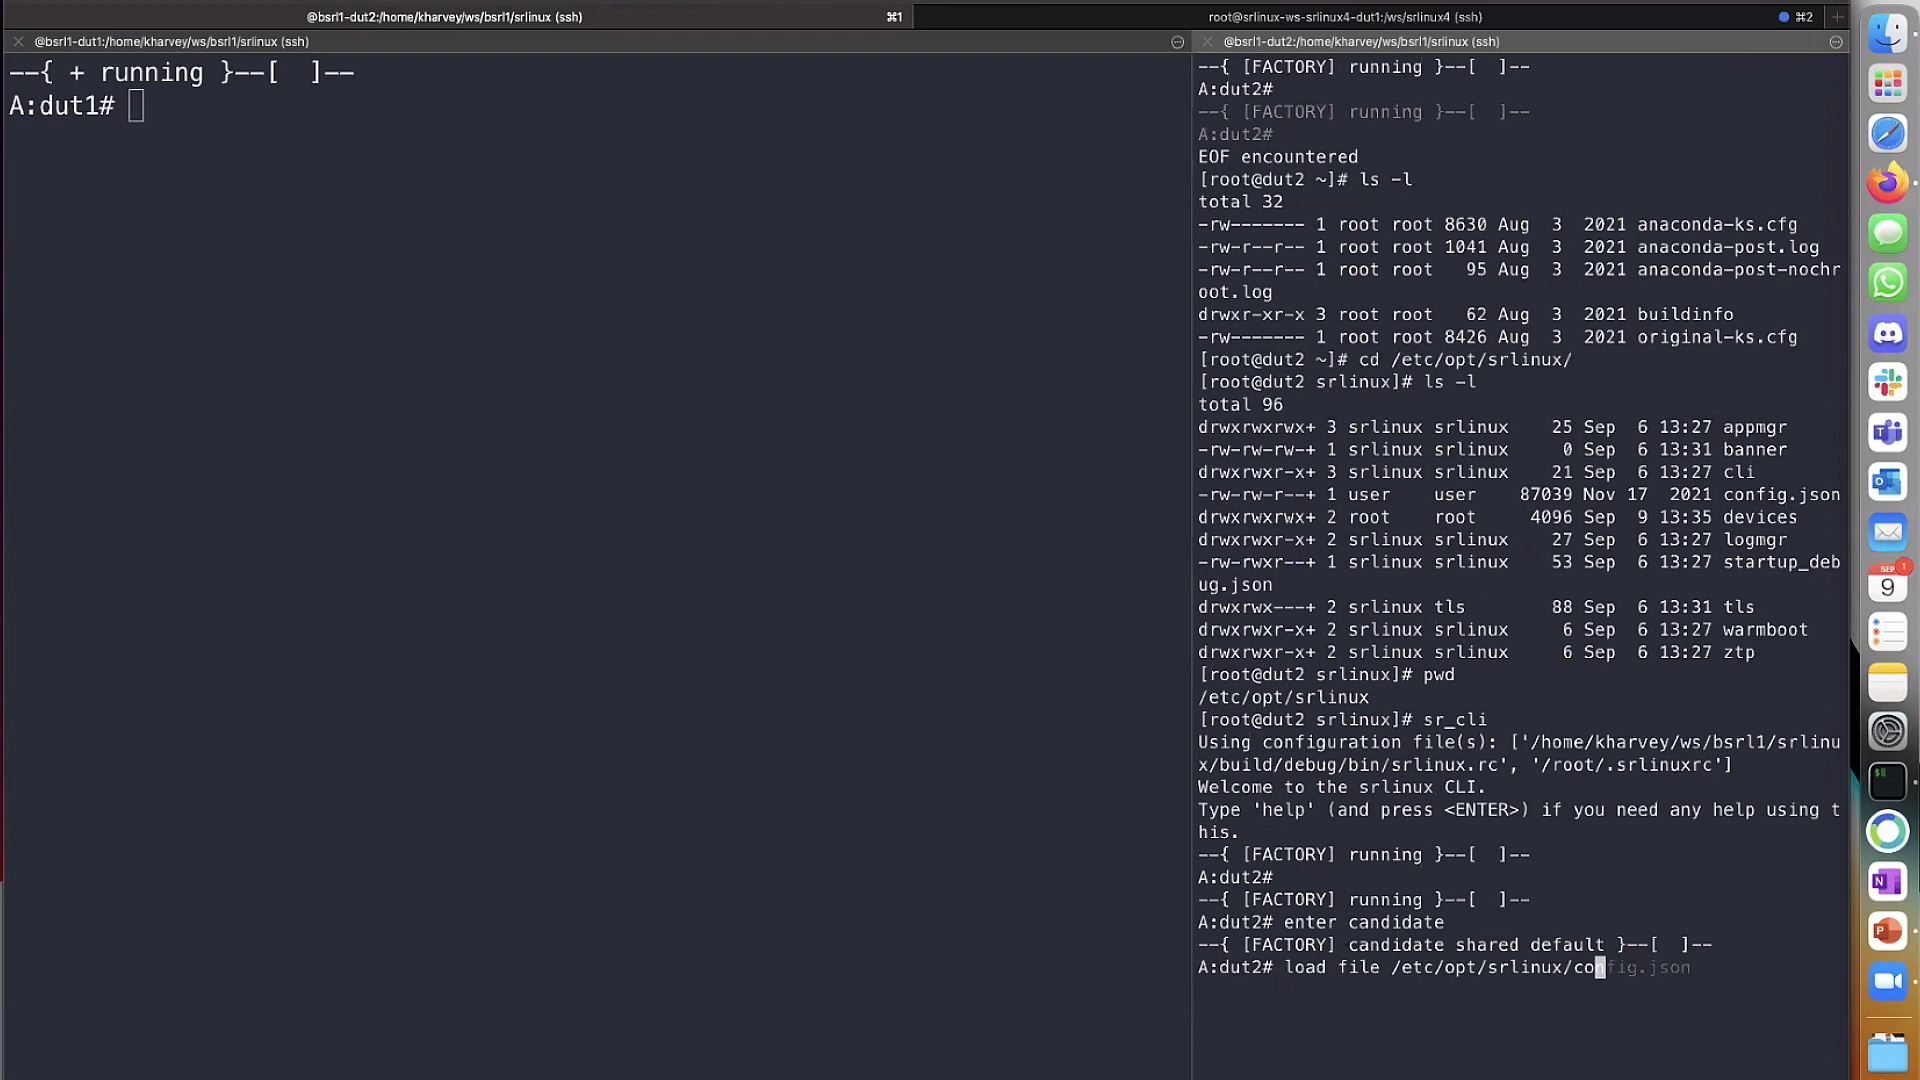 @bsrl1-dut2:/home/kharvey/ws/bsrl1/srlinux (ssh)
⌘1
root@srlinux-ws-srlinux4-dut1:/ws/srlinux4 (ssh)
⌘2
@bsrl1-dut1:/home/kharvey/ws/bsrl1/srlinux (ssh)
--{ + running }--[  ]--
A:dut1#
@bsrl1-dut2:/home/kharvey/ws/bsrl1/srlinux (ssh)
--{ [FACTORY] running }--[  ]--
A:dut2#
--{ [FACTORY] running }--[  ]--
A:dut2#
EOF encountered
[root@dut2 ~]# ls -l
total 32
-rw------- 1 root root 8630 Aug  3  2021 anaconda-ks.cfg
-rw-r--r-- 1 root root 1041 Aug  3  2021 anaconda-post.log
-rw-r--r-- 1 root root   95 Aug  3  2021 anaconda-post-nochr
oot.log
drwxr-xr-x 3 root root   62 Aug  3  2021 buildinfo
-rw------- 1 root root 8426 Aug  3  2021 original-ks.cfg
[root@dut2 ~]# cd /etc/opt/srlinux/
[root@dut2 srlinux]# ls -l
total 96
drwxrwxrwx+ 3 srlinux srlinux    25 Sep  6 13:27 appmgr
-rw-rw-rw-+ 1 srlinux srlinux     0 Sep  6 13:31 banner
drwxrwxr-x+ 3 srlinux srlinux    21 Sep  6 13:27 cli
-rw-rw-r--+ 1 user    user    87039 Nov 17  2021 config.json
drwxrwxrwx+ 2 root    root     4096 Sep  9 13:35 devices
drwxrwxr-x+ 2 srlinux srlinux    27 Sep  6 13:27 logmgr
-rw-rwxr--+ 1 srlinux srlinux    53 Sep  6 13:27 startup_deb
ug.json
drwxrwx---+ 2 srlinux tls        88 Sep  6 13:31 tls
drwxrwxr-x+ 2 srlinux srlinux     6 Sep  6 13:27 warmboot
drwxrwxr-x+ 2 srlinux srlinux     6 Sep  6 13:27 ztp
[root@dut2 srlinux]# pwd
/etc/opt/srlinux
[root@dut2 srlinux]# sr_cli
Using configuration file(s): ['/home/kharvey/ws/bsrl1/srlinu
x/build/debug/bin/srlinux.rc', '/root/.srlinuxrc']
Welcome to the srlinux CLI.
Type 'help' (and press <ENTER>) if you need any help using t
his.
--{ [FACTORY] running }--[  ]--
A:dut2#
--{ [FACTORY] running }--[  ]--
A:dut2# enter candidate
--{ [FACTORY] candidate shared default }--[  ]--
A:dut2# load file /etc/opt/srlinux/config.json
SEP
1
9